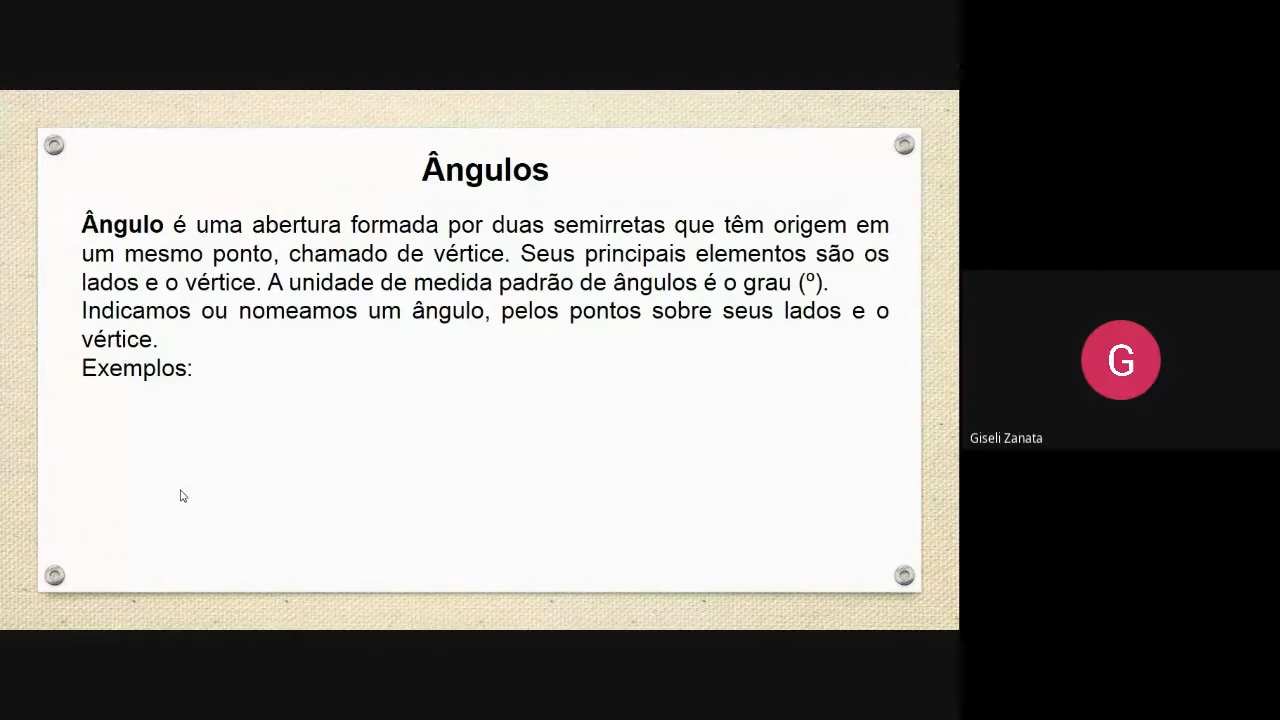 Ângulos
Ângulo é uma abertura formada por duas semirretas que têm origem em
um mesmo ponto, chamado de vértice. Seus principais elementos são os
lados e o vértice. A unidade de medida padrão de ângulos é o grau (º).
Indicamos ou nomeamos um ângulo, pelos pontos sobre seus lados e o
vértice.
Exemplos:
G
Giseli Zanata